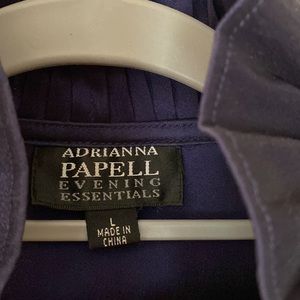 ADRIANNA
PAPELL
EVENING
ESSENTIALS
L
MADE IN
CHINA